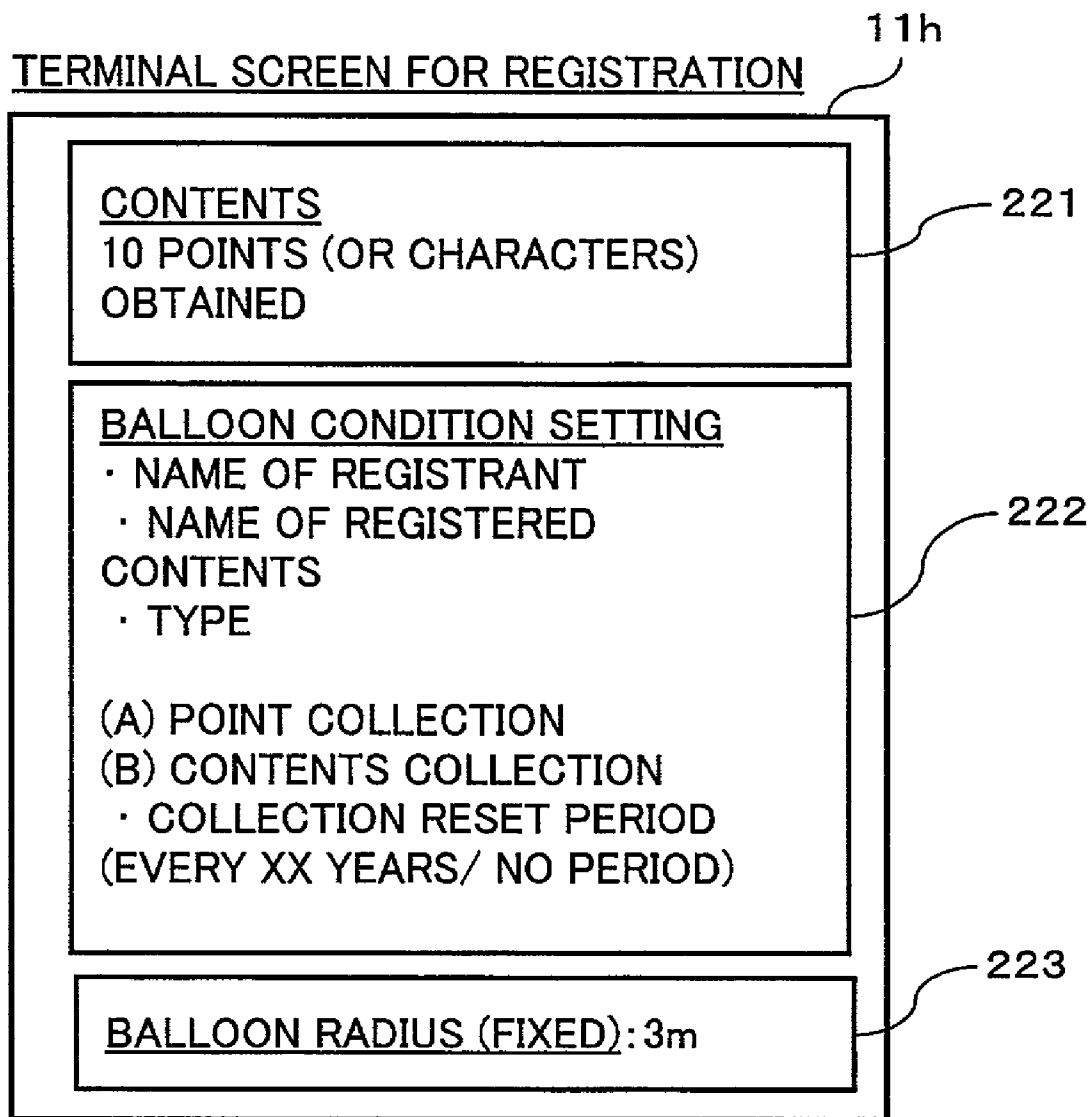 11h
TERMINAL SCREEN FOR REGISTRATION
CONTENTS
10 POINTS (OR CHARACTERS)
OBTAINED
221
BALLOON CONDITION SETTING
· NAME OF REGISTRANT
· NAME OF REGISTERED
CONTENTS
· TYPE
(A) POINT COLLECTION
(B) CONTENTS COLLECTION
· COLLECTION RESET PERIOD
(EVERY XX YEARS/ NO PERIOD)
222
BALLOON RADIUS (FIXED): 3m
223